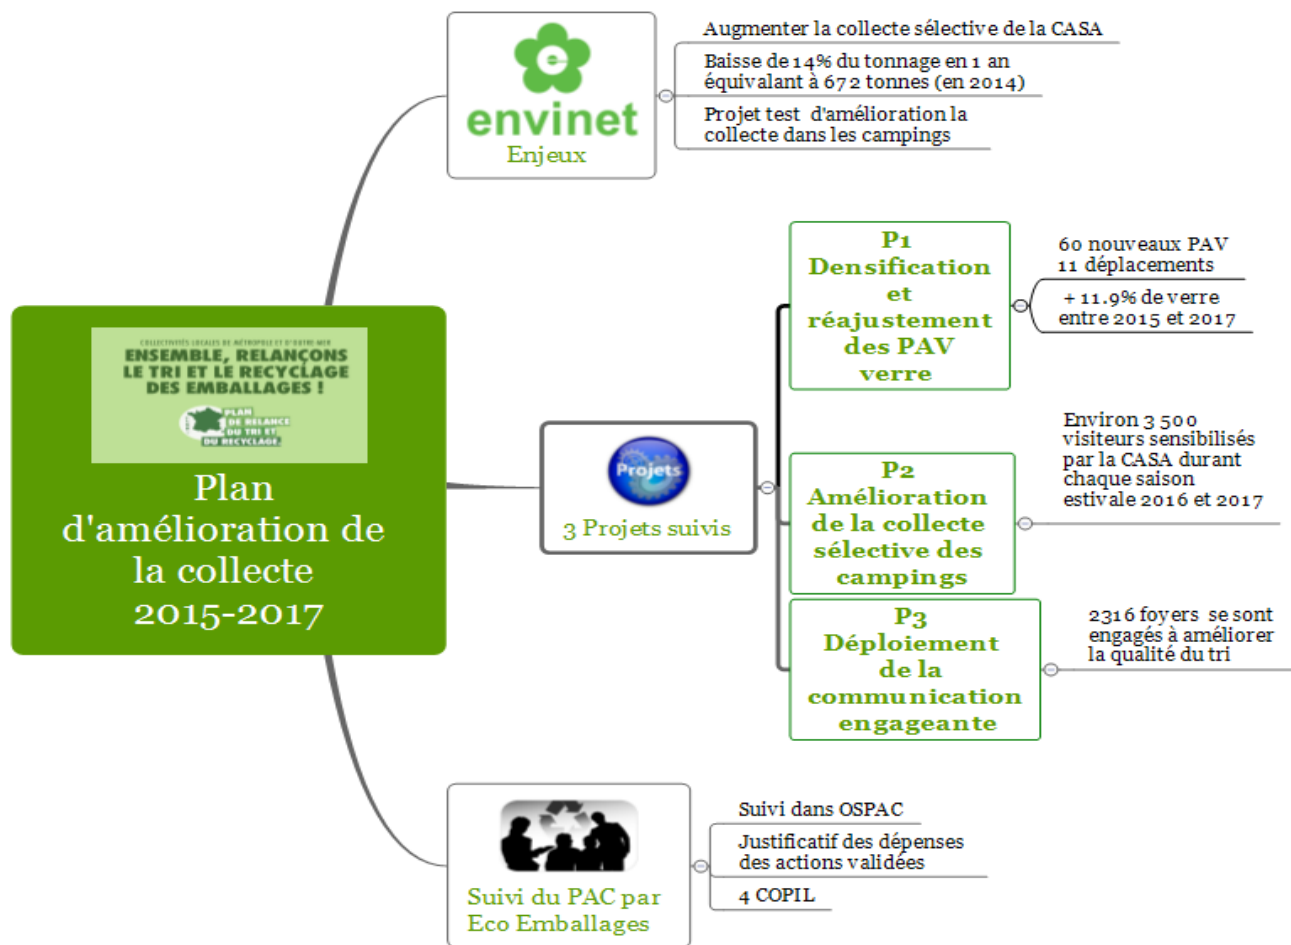 COLLECTIVITÉS LOCALES DE MÉTROPOLE ET D'OUTRE-MER
ENSEMBLE, RELANÇONS
LE TRI ET LE RECYCLAGE
DES EMBALLAGES !
PLAN
DE RELANCE
DU TRI ET
DU RECYCLAGE.
Plan
d'amélioration de
la collecte
2015-2017
e
envinet
Enjeux
Augmenter la collecte sélective de la CASA
Baisse de 14% du tonnage en 1 an
équivalant à 672 tonnes (en 2014)
Projet test d'amélioration la
collecte dans les campings
Projets
3 Projets suivis
P1
Densification
et
réajustement
des PAV
verre
60 nouveaux PAV
11 déplacements
+ 11.9% de verre
entre 2015 et 2017
P2
Amélioration
de la collecte
sélective des
campings
Environ 3 500
visiteurs sensibilisés
par la CASA durant
chaque saison
estivale 2016 et 2017
P3
Déploiement
de la
communication
engageante
2316 foyers se sont
engagés à améliorer
la qualité du tri
Suivi du PAC par
Eco Emballages
Suivi dans OSPAC
Justificatif des dépenses
des actions validées
4 COPIL